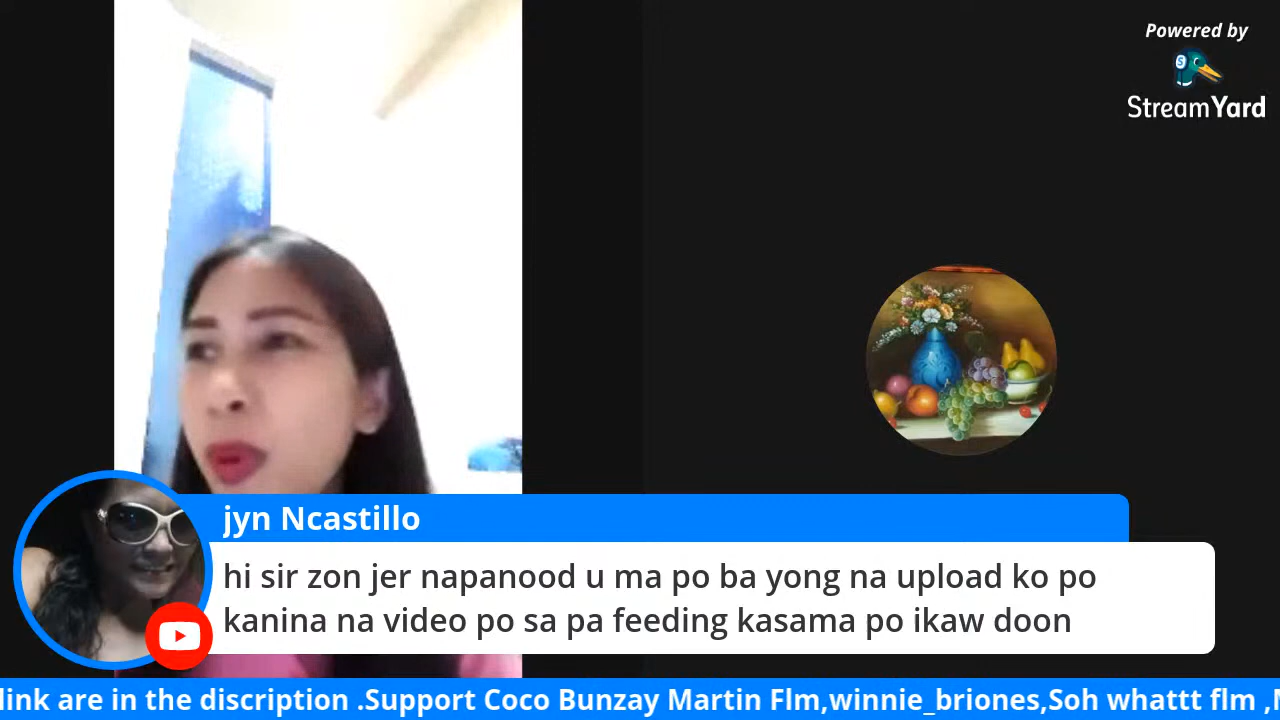 Powered by
StreamYard
jyn Ncastillo
hi sir zon jer napanood u ma po ba yong na upload ko po
kanina na video po sa pa feeding kasama po ikaw doon
link are in the discription .Support Coco Bunzay Martin Flm,winnie_briones,Soh whattt flm ,